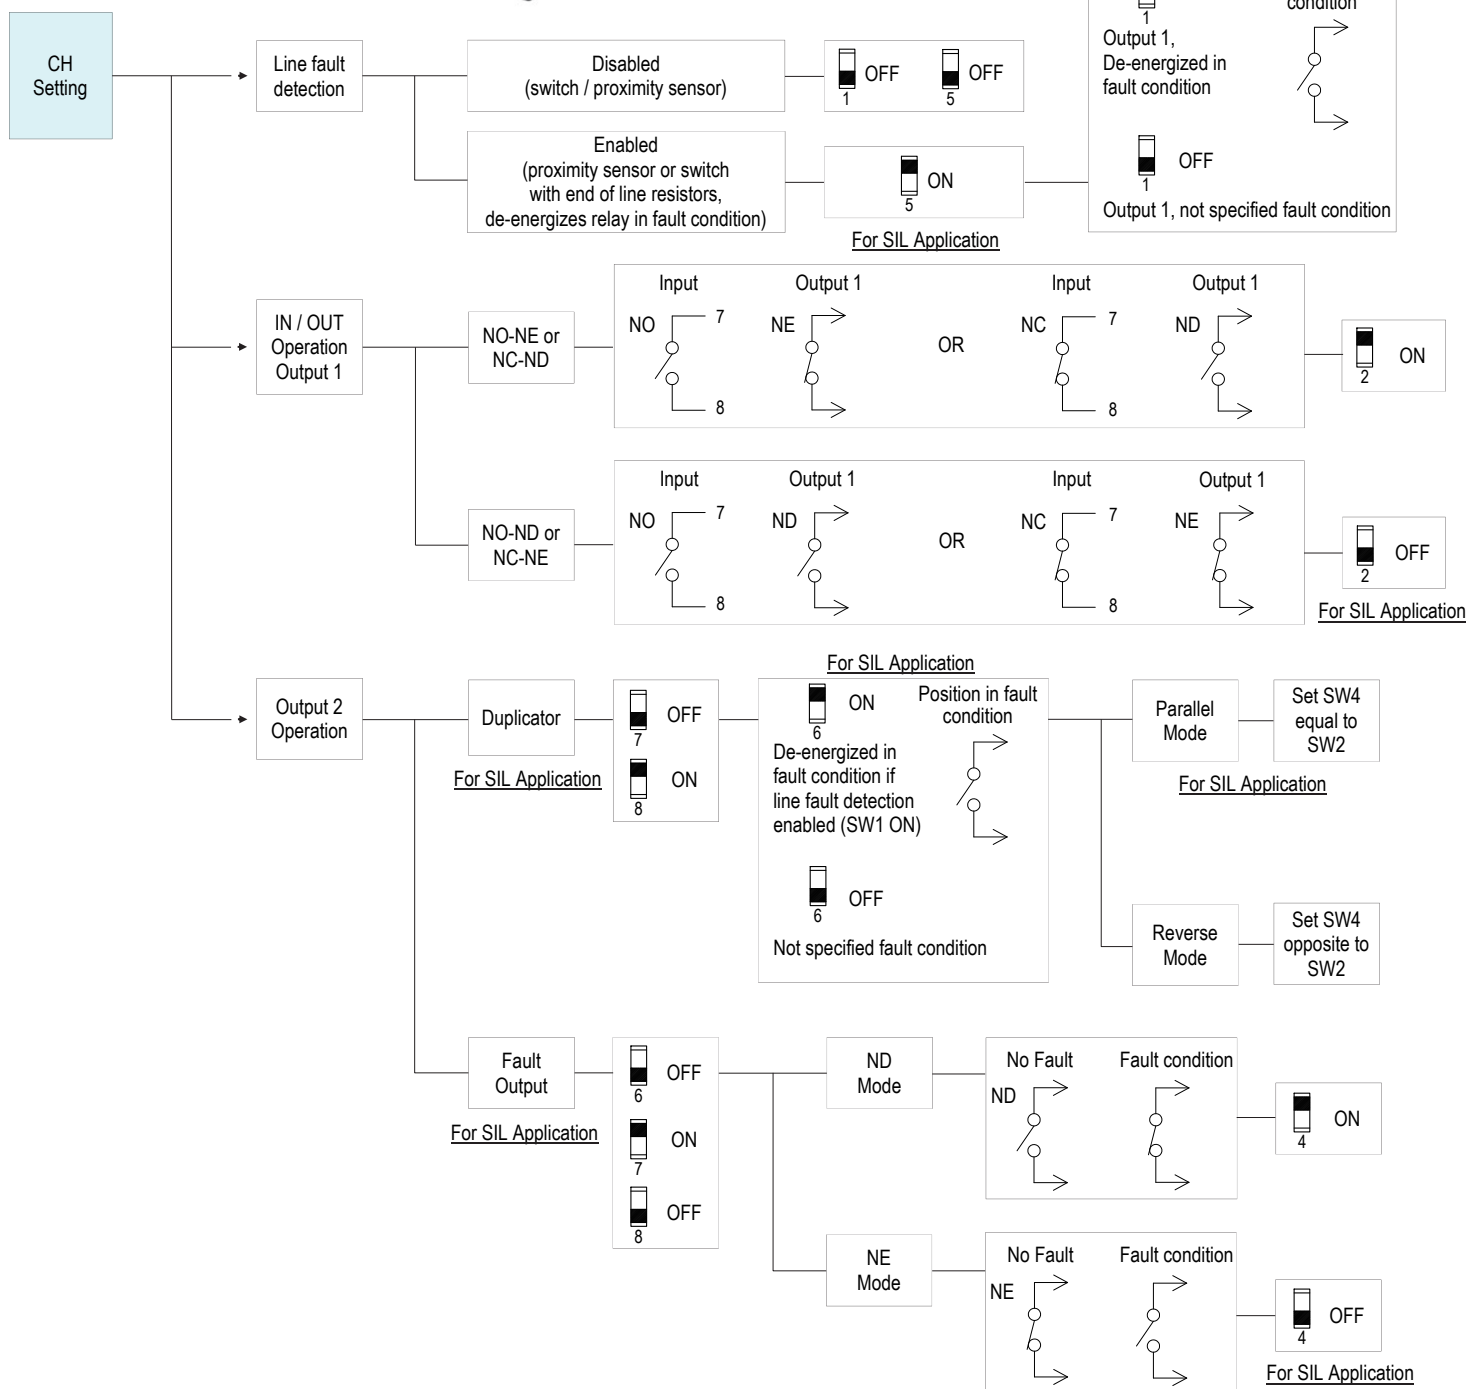 condition
1
Output 1,
De-energized in
fault condition
OFF
1
Output 1, not specified fault condition
CH
Setting
Line fault
detection
Disabled
(switch / proximity sensor)
OFF
1
OFF
5
Enabled
(proximity sensor or switch
with end of line resistors,
de-energizes relay in fault condition)
ON
5
For SIL Application
IN / OUT
Operation
Output 1
NO-NE or
NC-ND
Input
Output 1
Input
Output 1
NO
7
8
NE
OR
NC
7
8
ND
ON
2
NO-ND or
NC-NE
Input
Output 1
Input
Output 1
NO
7
8
ND
OR
NC
7
8
NE
OFF
2
For SIL Application
Output 2
Operation
Duplicator
For SIL Application
OFF
7
ON
8
For SIL Application
ON
6
Position in fault
condition
De-energized in
fault condition if
line fault detection
enabled (SW1 ON)
OFF
6
Not specified fault condition
Parallel
Mode
Set SW4
equal to
SW2
For SIL Application
Reverse
Mode
Set SW4
opposite to
SW2
Fault
Output
For SIL Application
OFF
6
ON
7
OFF
8
ND
Mode
No Fault
Fault condition
ND
ON
4
NE
Mode
No Fault
Fault condition
NE
OFF
4
For SIL Application